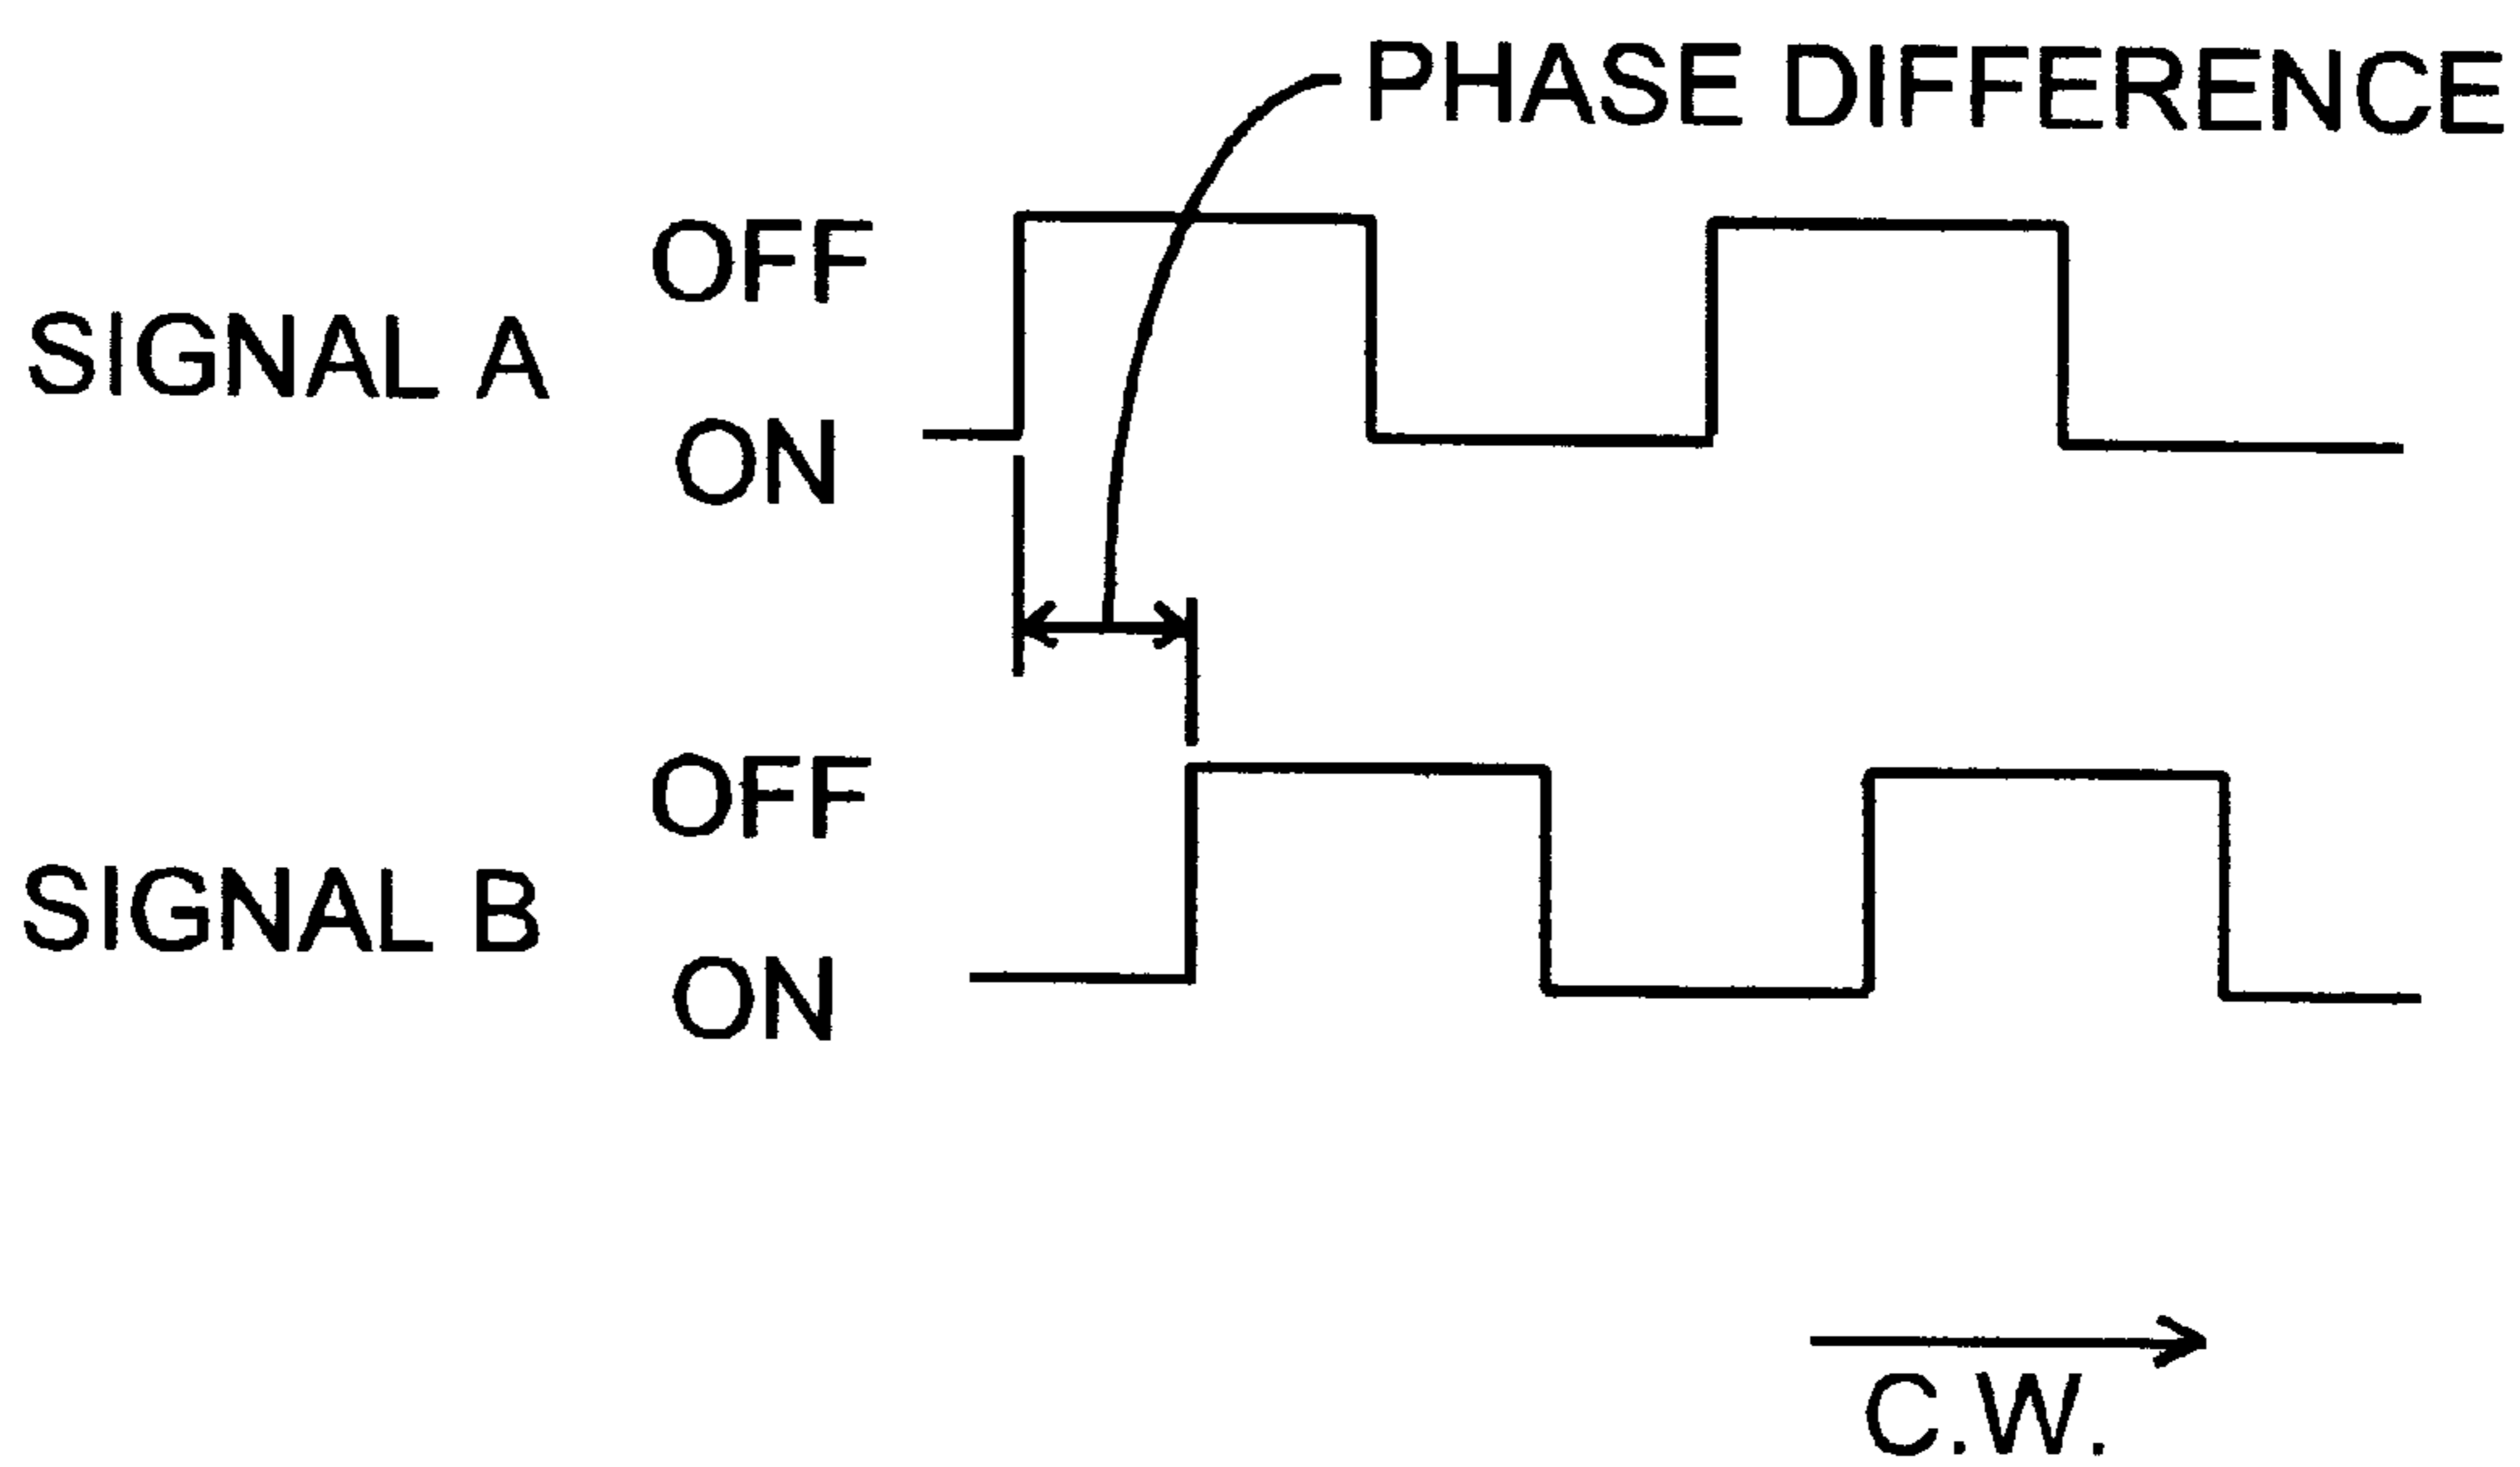 PHASE DIFFERENCE
OFF
SIGNAL A
ON
OFF
SIGNAL B
ON
C.W.